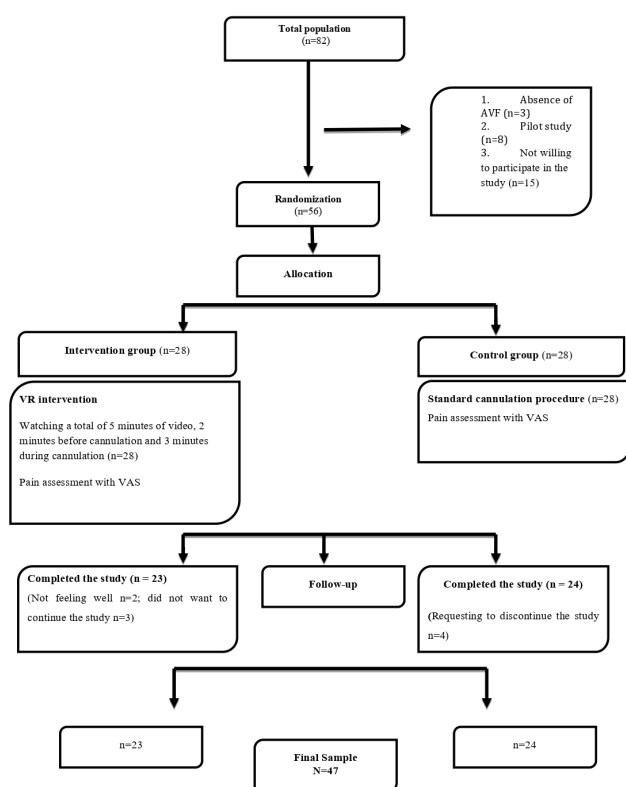 Total population
(n=82)
1. Absence of
AVF (n=3)
2. Pilot study
(n=8)
3. Not willing
to participate in the
study (n=15)
Randomization
(n=56)
Allocation
Intervention group (n=28)
Control group (n=28)
VR intervention
Watching a total of 5 minutes of video, 2
minutes before cannulation and 3 minutes
during cannulation (n=28)
Pain assessment with VAS
Standard cannulation procedure (n=28)
Pain assessment with VAS
Completed the study (n = 23)
(Not feeling well n=2; did not want to
continue the study n=3)
Follow-up
Completed the study (n = 24)
(Requesting to discontinue the study
n=4)
n=23
n=24
Final Sample
N=47